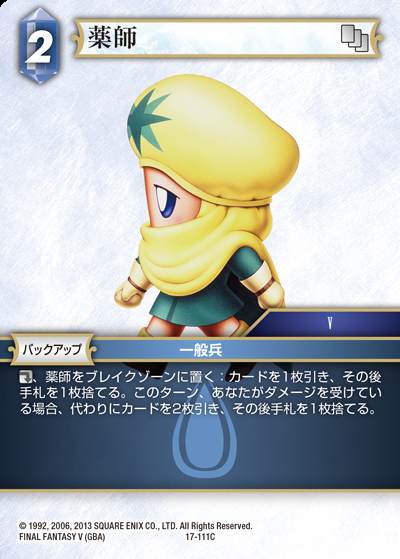 2
薬師
V
バックアップ
一般兵
、薬師をブレイクゾーンに置く：カードを1枚引き、その後
手札を1枚捨てる。このターン、あなたがダメージを受けてい
る場合、代わりにカードを2枚引き、その後手札を1枚捨てる。
© 1992, 2006, 2013 SQUARE ENIX CO., LTD. All Rights Reserved.
FINAL FANTASY V (GBA)
17-111C